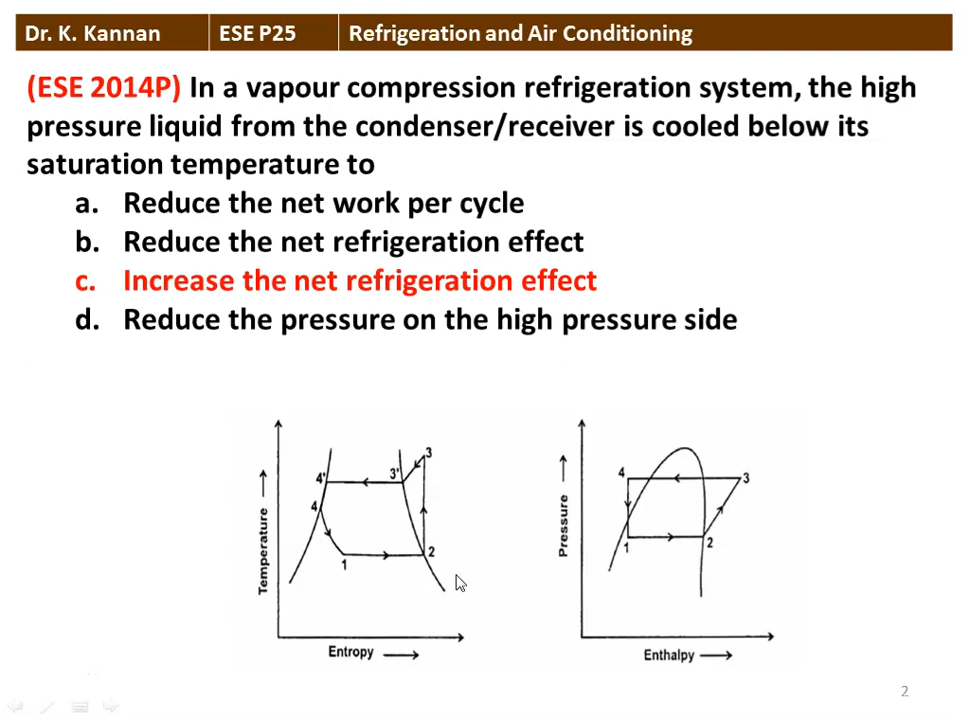 Dr. K. Kannan ESE P25 Refrigeration and Air Conditioning
(ESE 2014P) In a vapour compression refrigeration system, the high
pressure liquid from the condenser/receiver is cooled below its
saturation temperature to
a. Reduce the net work per cycle
b. Reduce the net refrigeration effect
c. Increase the net refrigeration effect
d. Reduce the pressure on the high pressure side
Temperature
4'
3'
3
4
1
2
Entropy
Pressure
4
3
1
2
Enthalpy
2